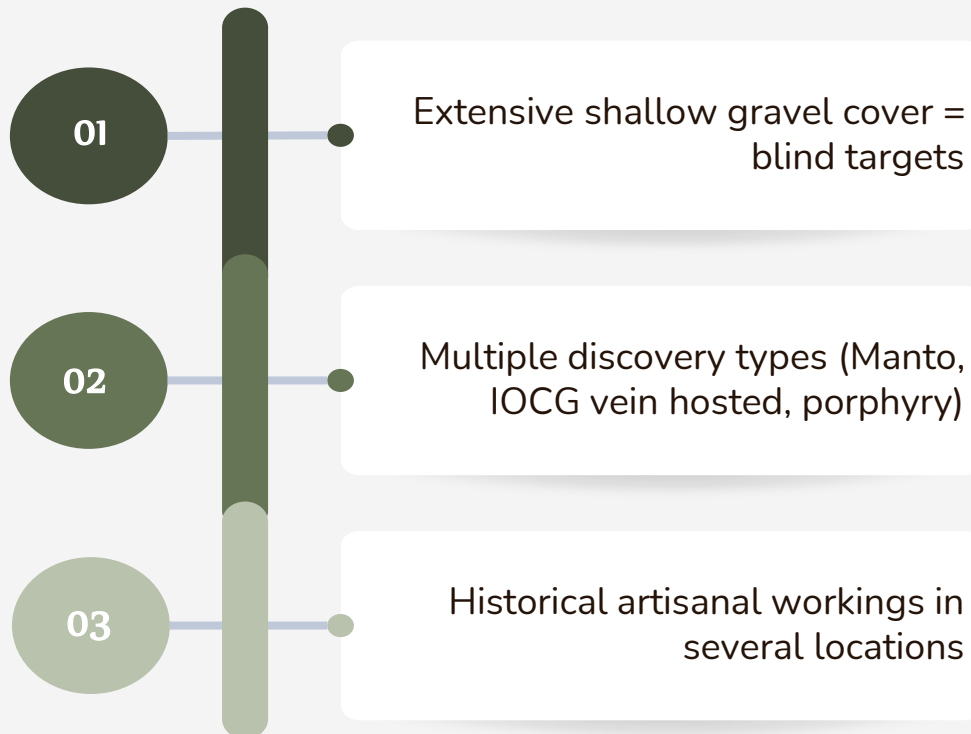 01
Extensive shallow gravel cover =
blind targets
02
Multiple discovery types (Manto,
IOCG vein hosted, porphyry)
03
Historical artisanal workings in
several locations